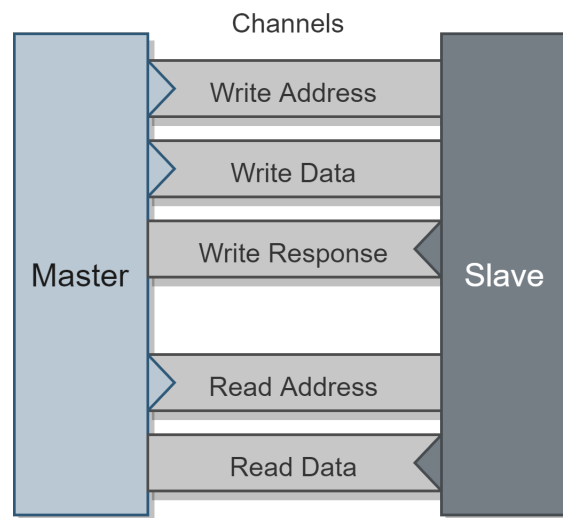 Channels
Write Address
Write Data
Write Response
Master
Slave
Read Address
Read Data